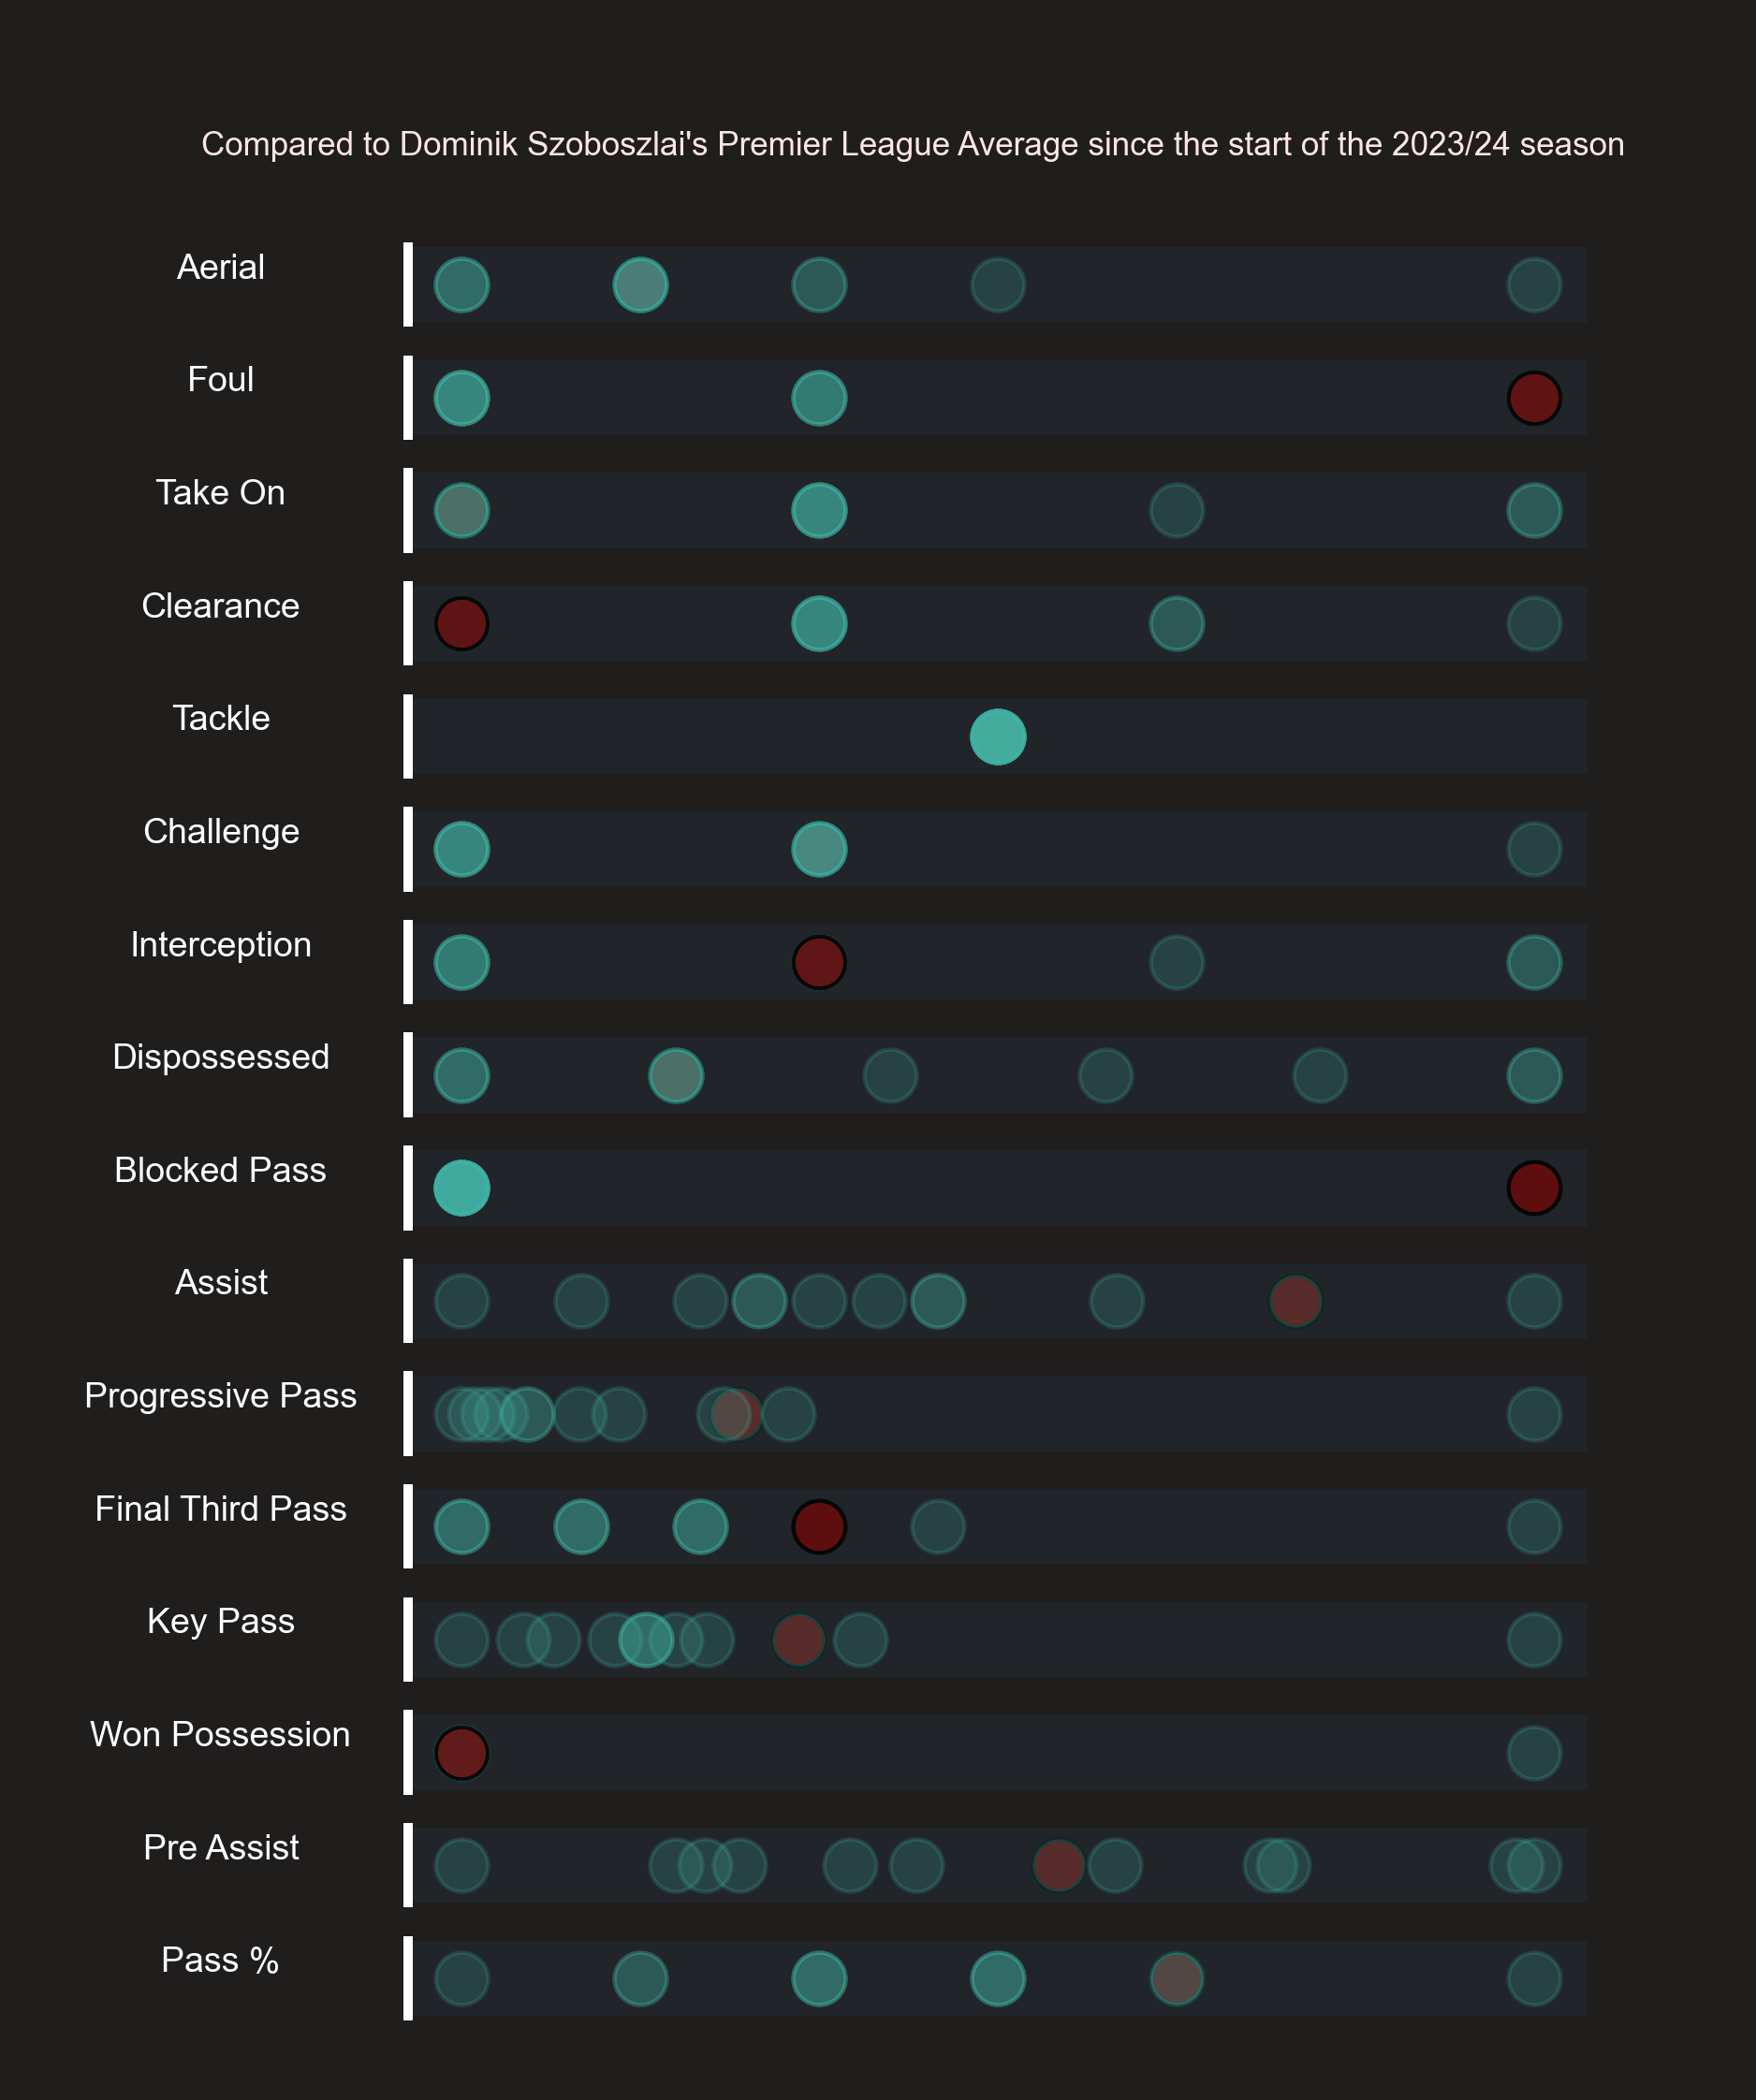 Compared to Dominik Szoboszlai's Premier League Average since the start of the 2023/24 season
Aerial
Foul
Take On
Clearance
Tackle
Challenge
Interception
Dispossessed
Blocked Pass
Assist
Progressive Pass
Final Third Pass
Key Pass
Won Possession
Pre Assist
Pass %